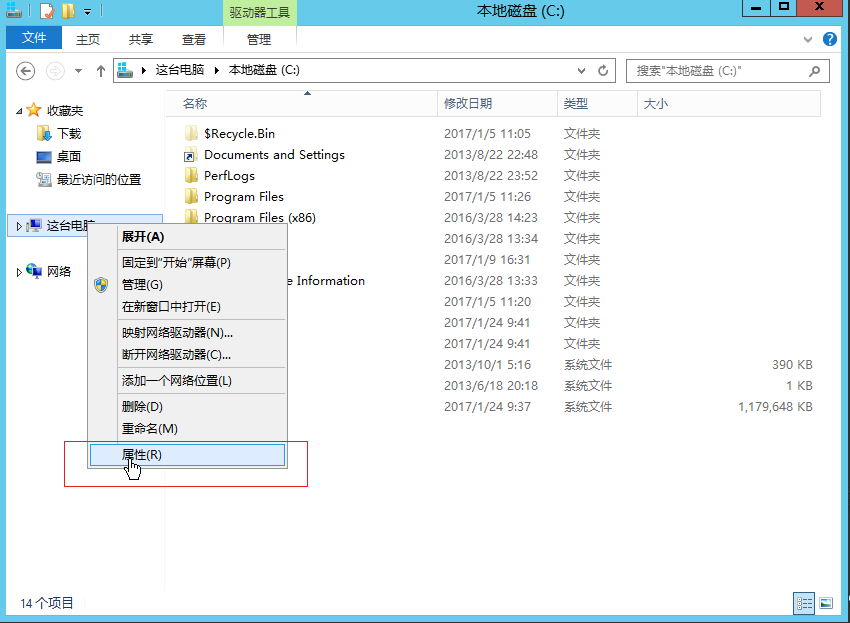 驱动器工具
本地磁盘 (C:)
文件
主页
共享
查看
管理
这台电脑
本地磁盘 (C:)
搜索"本地磁盘 (C:)"
收藏夹
下载
桌面
最近访问的位置
这台电脑
网络
名称
修改日期
类型
大小
$Recycle.Bin 2017/1/5 11:05 文件夹
Documents and Settings 2013/8/22 22:48 文件夹
PerfLogs 2013/8/22 23:52 文件夹
Program Files 2017/1/5 11:26 文件夹
Program Files (x86) 2016/3/28 14:23 文件夹
2016/3/28 13:34 文件夹
2017/1/9 16:31 文件夹
e Information 2016/3/28 13:33 文件夹
2017/1/5 11:20 文件夹
2017/1/24 9:41 文件夹
2017/1/24 9:41 文件夹
2013/10/1 5:16 系统文件 390 KB
2013/6/18 20:18 系统文件 1 KB
2017/1/24 9:37 系统文件 1,179,648 KB
展开(A)
固定到"开始"屏幕(P)
管理(G)
在新窗口中打开(E)
映射网络驱动器(N)...
断开网络驱动器(C)...
添加一个网络位置(L)
删除(D)
重命名(M)
属性(R)
14 个项目